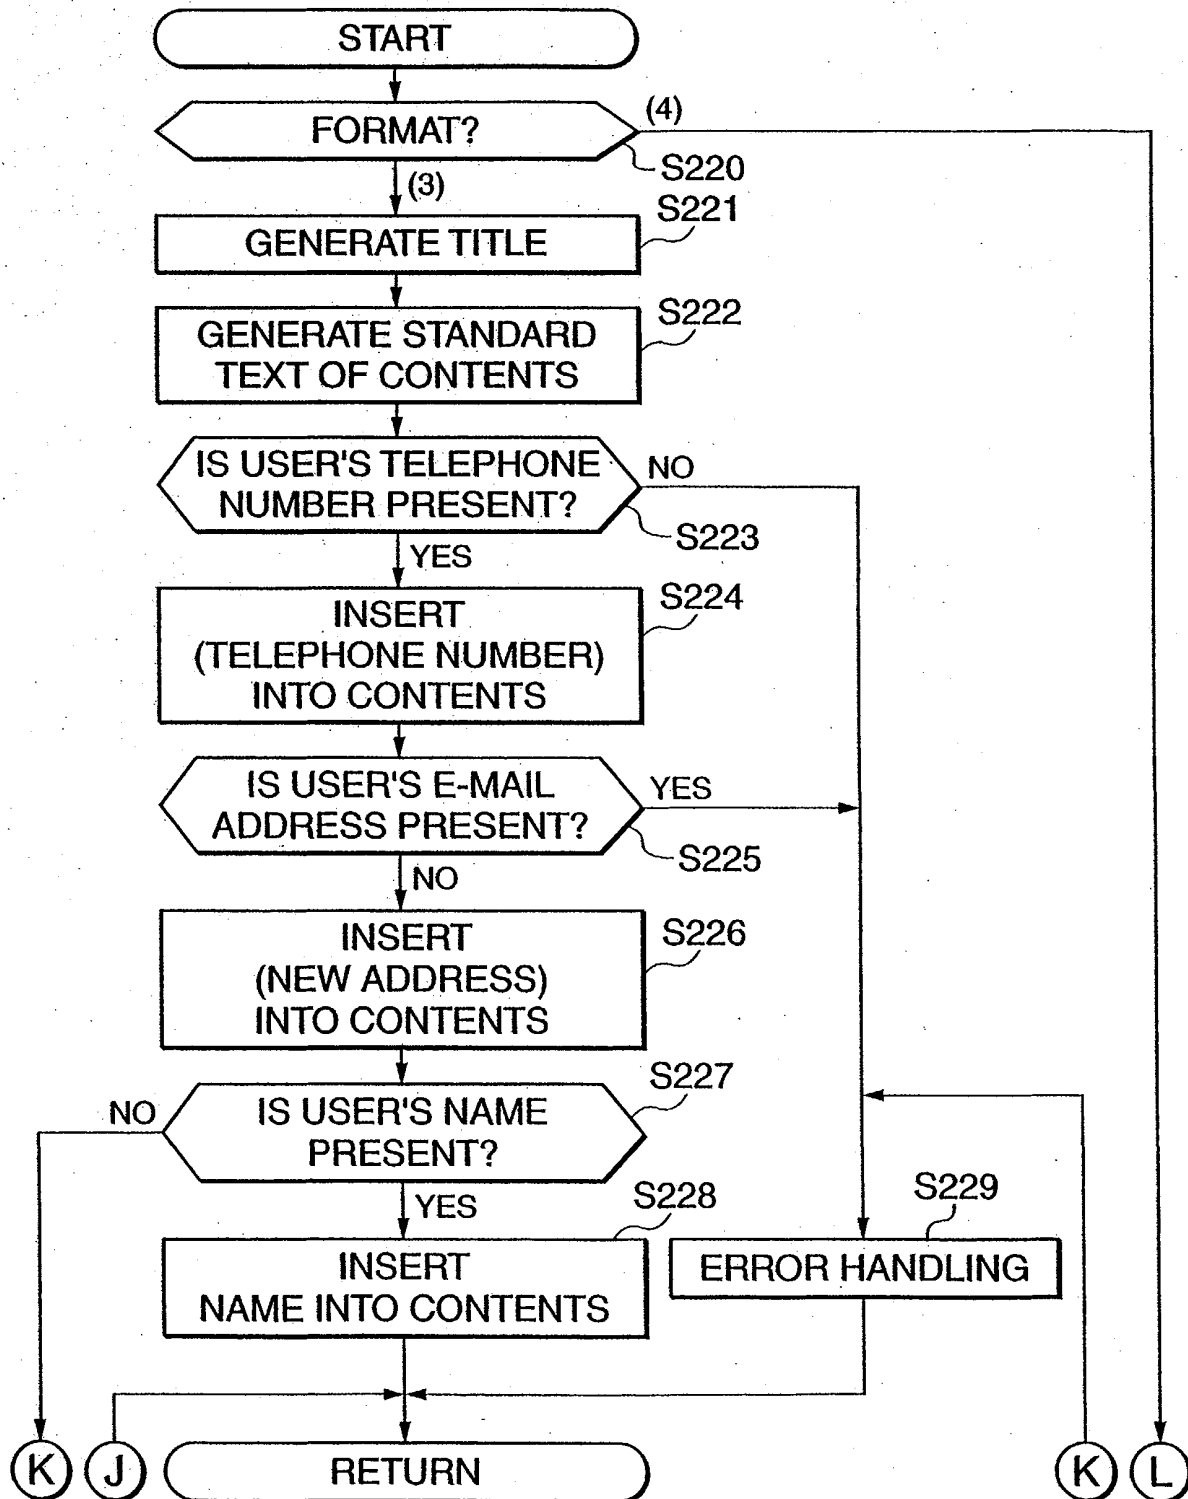 START
FORMAT?
(4)
S220
(3)
S221
GENERATE TITLE
S222
GENERATE STANDARD
TEXT OF CONTENTS
IS USER'S TELEPHONE
NUMBER PRESENT?
NO
S223
YES
S224
INSERT
(TELEPHONE NUMBER)
INTO CONTENTS
IS USER'S E-MAIL
ADDRESS PRESENT?
YES
S225
NO
S226
INSERT
(NEW ADDRESS)
INTO CONTENTS
S227
NO
IS USER'S NAME
PRESENT?
YES
S228
S229
INSERT
NAME INTO CONTENTS
ERROR HANDLING
K
J
RETURN
K
L